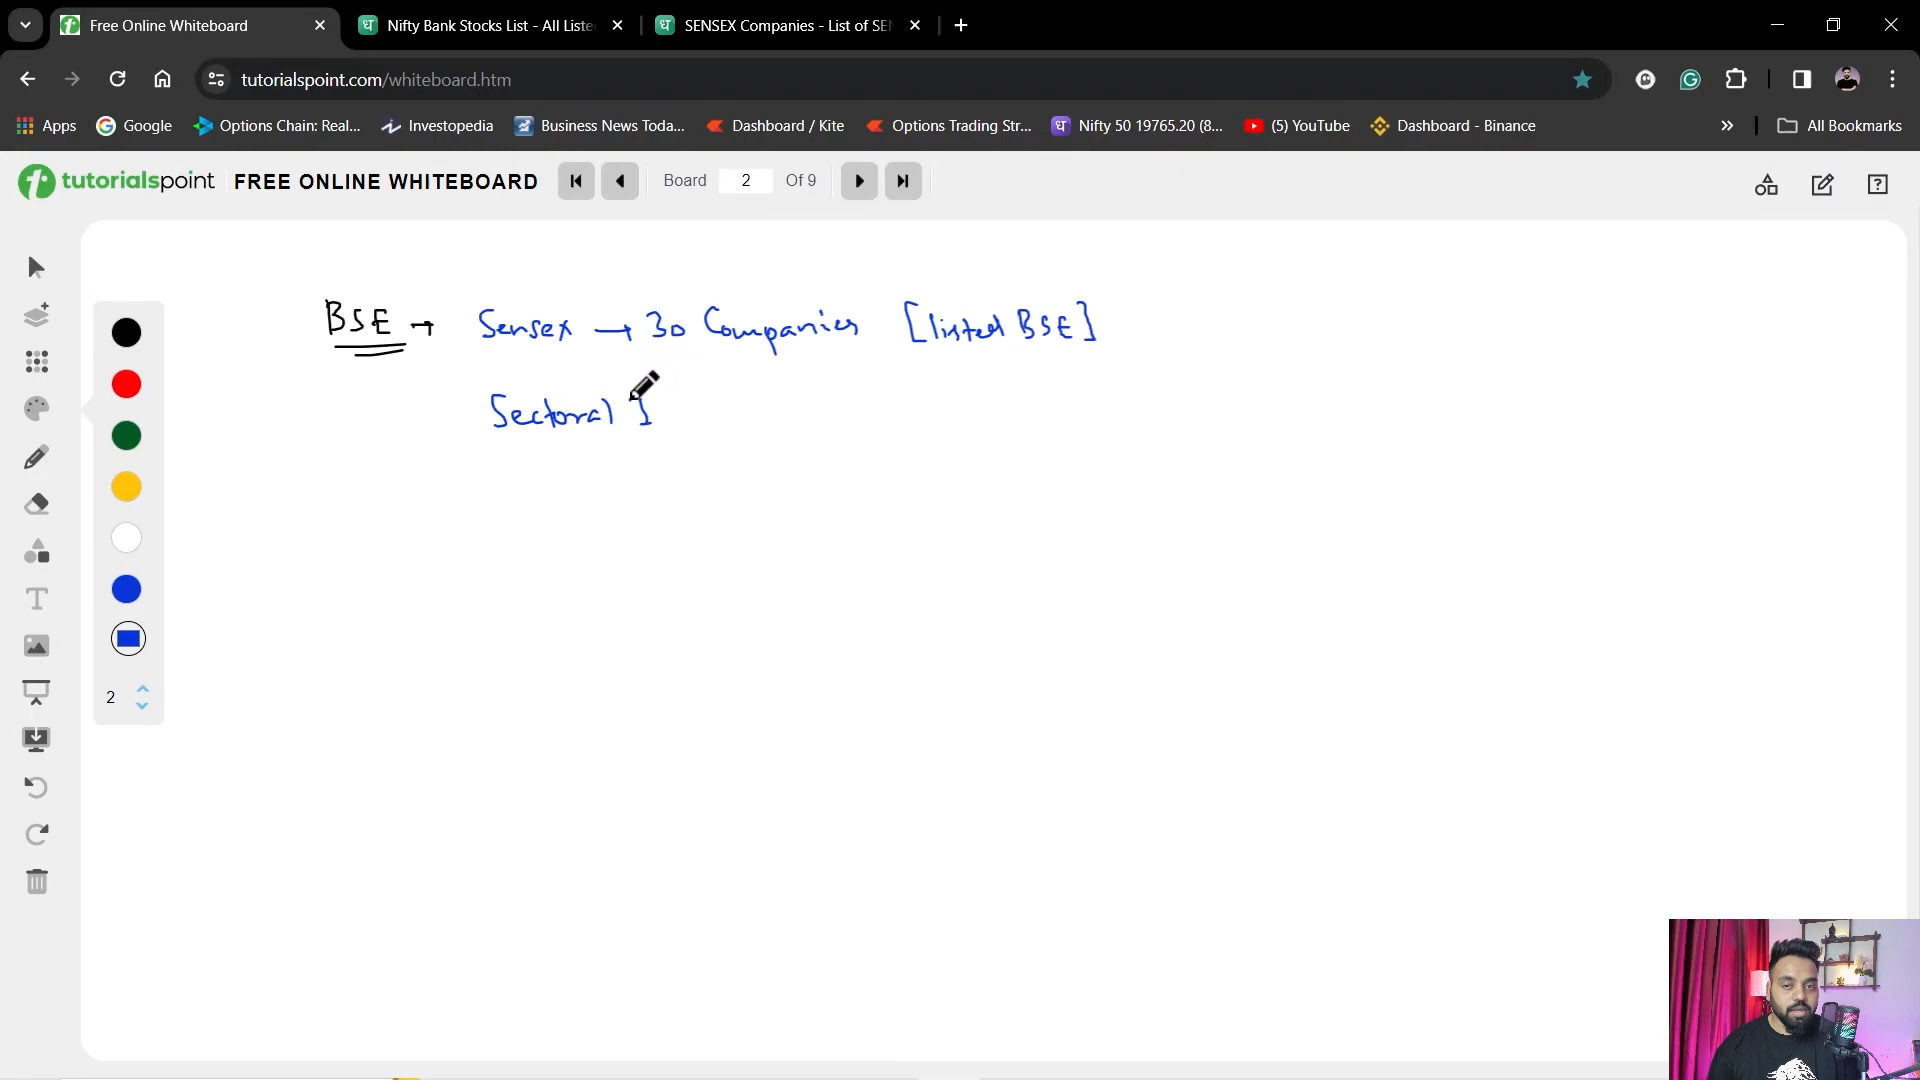 Free Online Whiteboard
Nifty Bank Stocks List - All Liste
SENSEX Companies - List of SEN
tutorialspoint.com/whiteboard.htm
Apps
Google
Options Chain: Real...
Investopedia
Business News Toda...
Dashboard / Kite
Options Trading Str...
Nifty 50 19765.20 (8...
(5) YouTube
Dashboard - Binance
All Bookmarks
tutorialspoint FREE ONLINE WHITEBOARD
Board 2 Of 9
BSE → Sensex → 30 Companies [listed BSE]
Sectoral I
2